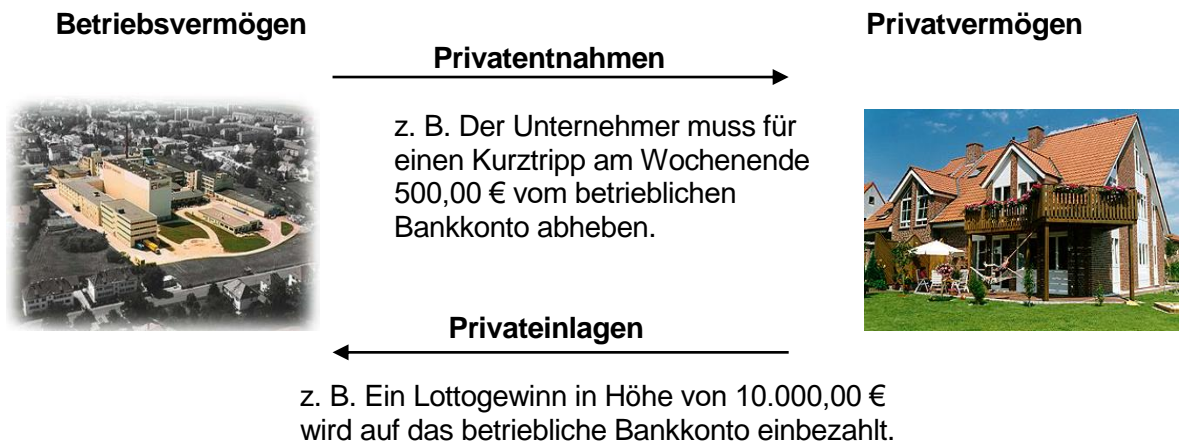 Betriebsvermögen
Privatvermögen
Privatentnahmen
z. B. Der Unternehmer muss für
einen Kurztripp am Wochenende
500,00 € vom betrieblichen
Bankkonto abheben.
Privateinlagen
z. B. Ein Lottogewinn in Höhe von 10.000,00 €
wird auf das betriebliche Bankkonto einbezahlt.